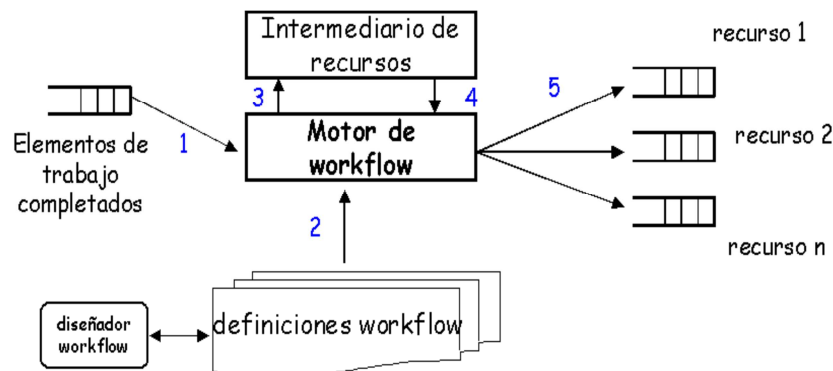 Intermediario de
recursos
recurso 1
3
4
5
1
Motor de
workflow
Elementos de
trabajo
completados
recurso 2
2
recurso n
diseñador
workflow
definiciones workflow